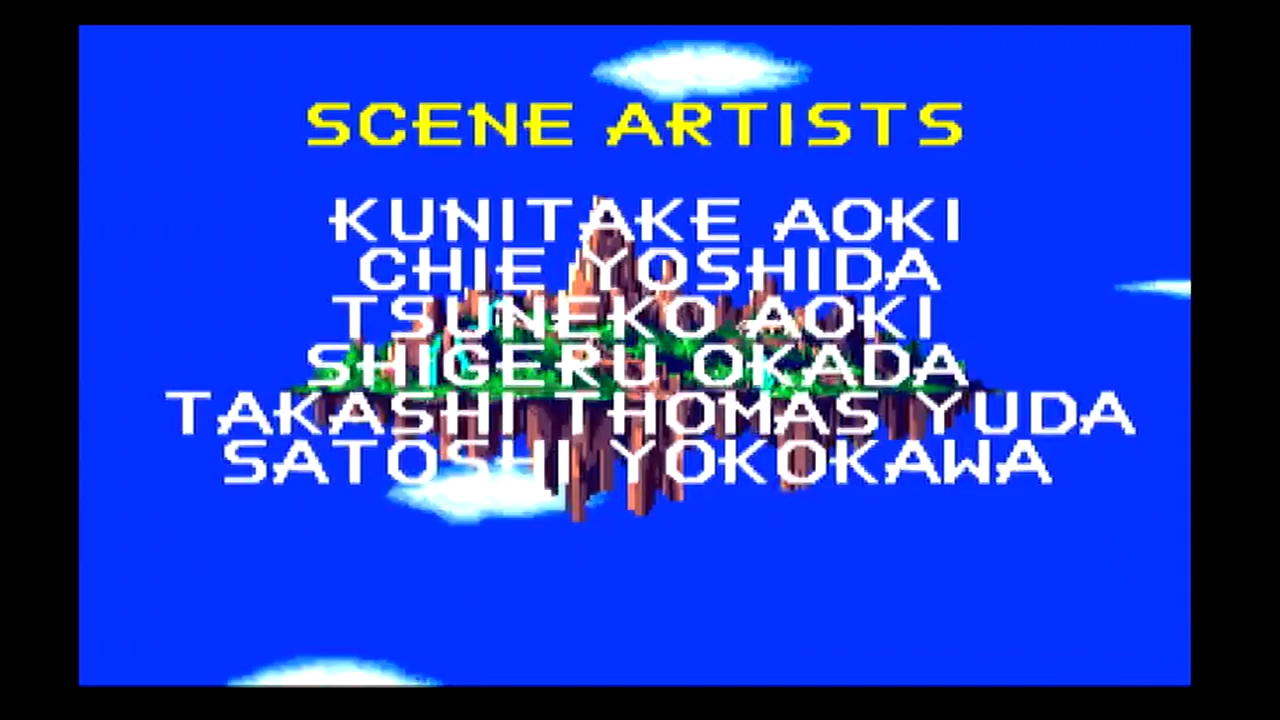 SCENE ARTISTS
KUNITAKE AOKI
CHIE YOSHIDA
TSUNEKO AOKI
SHIGERU OKADA
TAKASHI THOMAS YUDA
SATOSHI YOKOKAWA